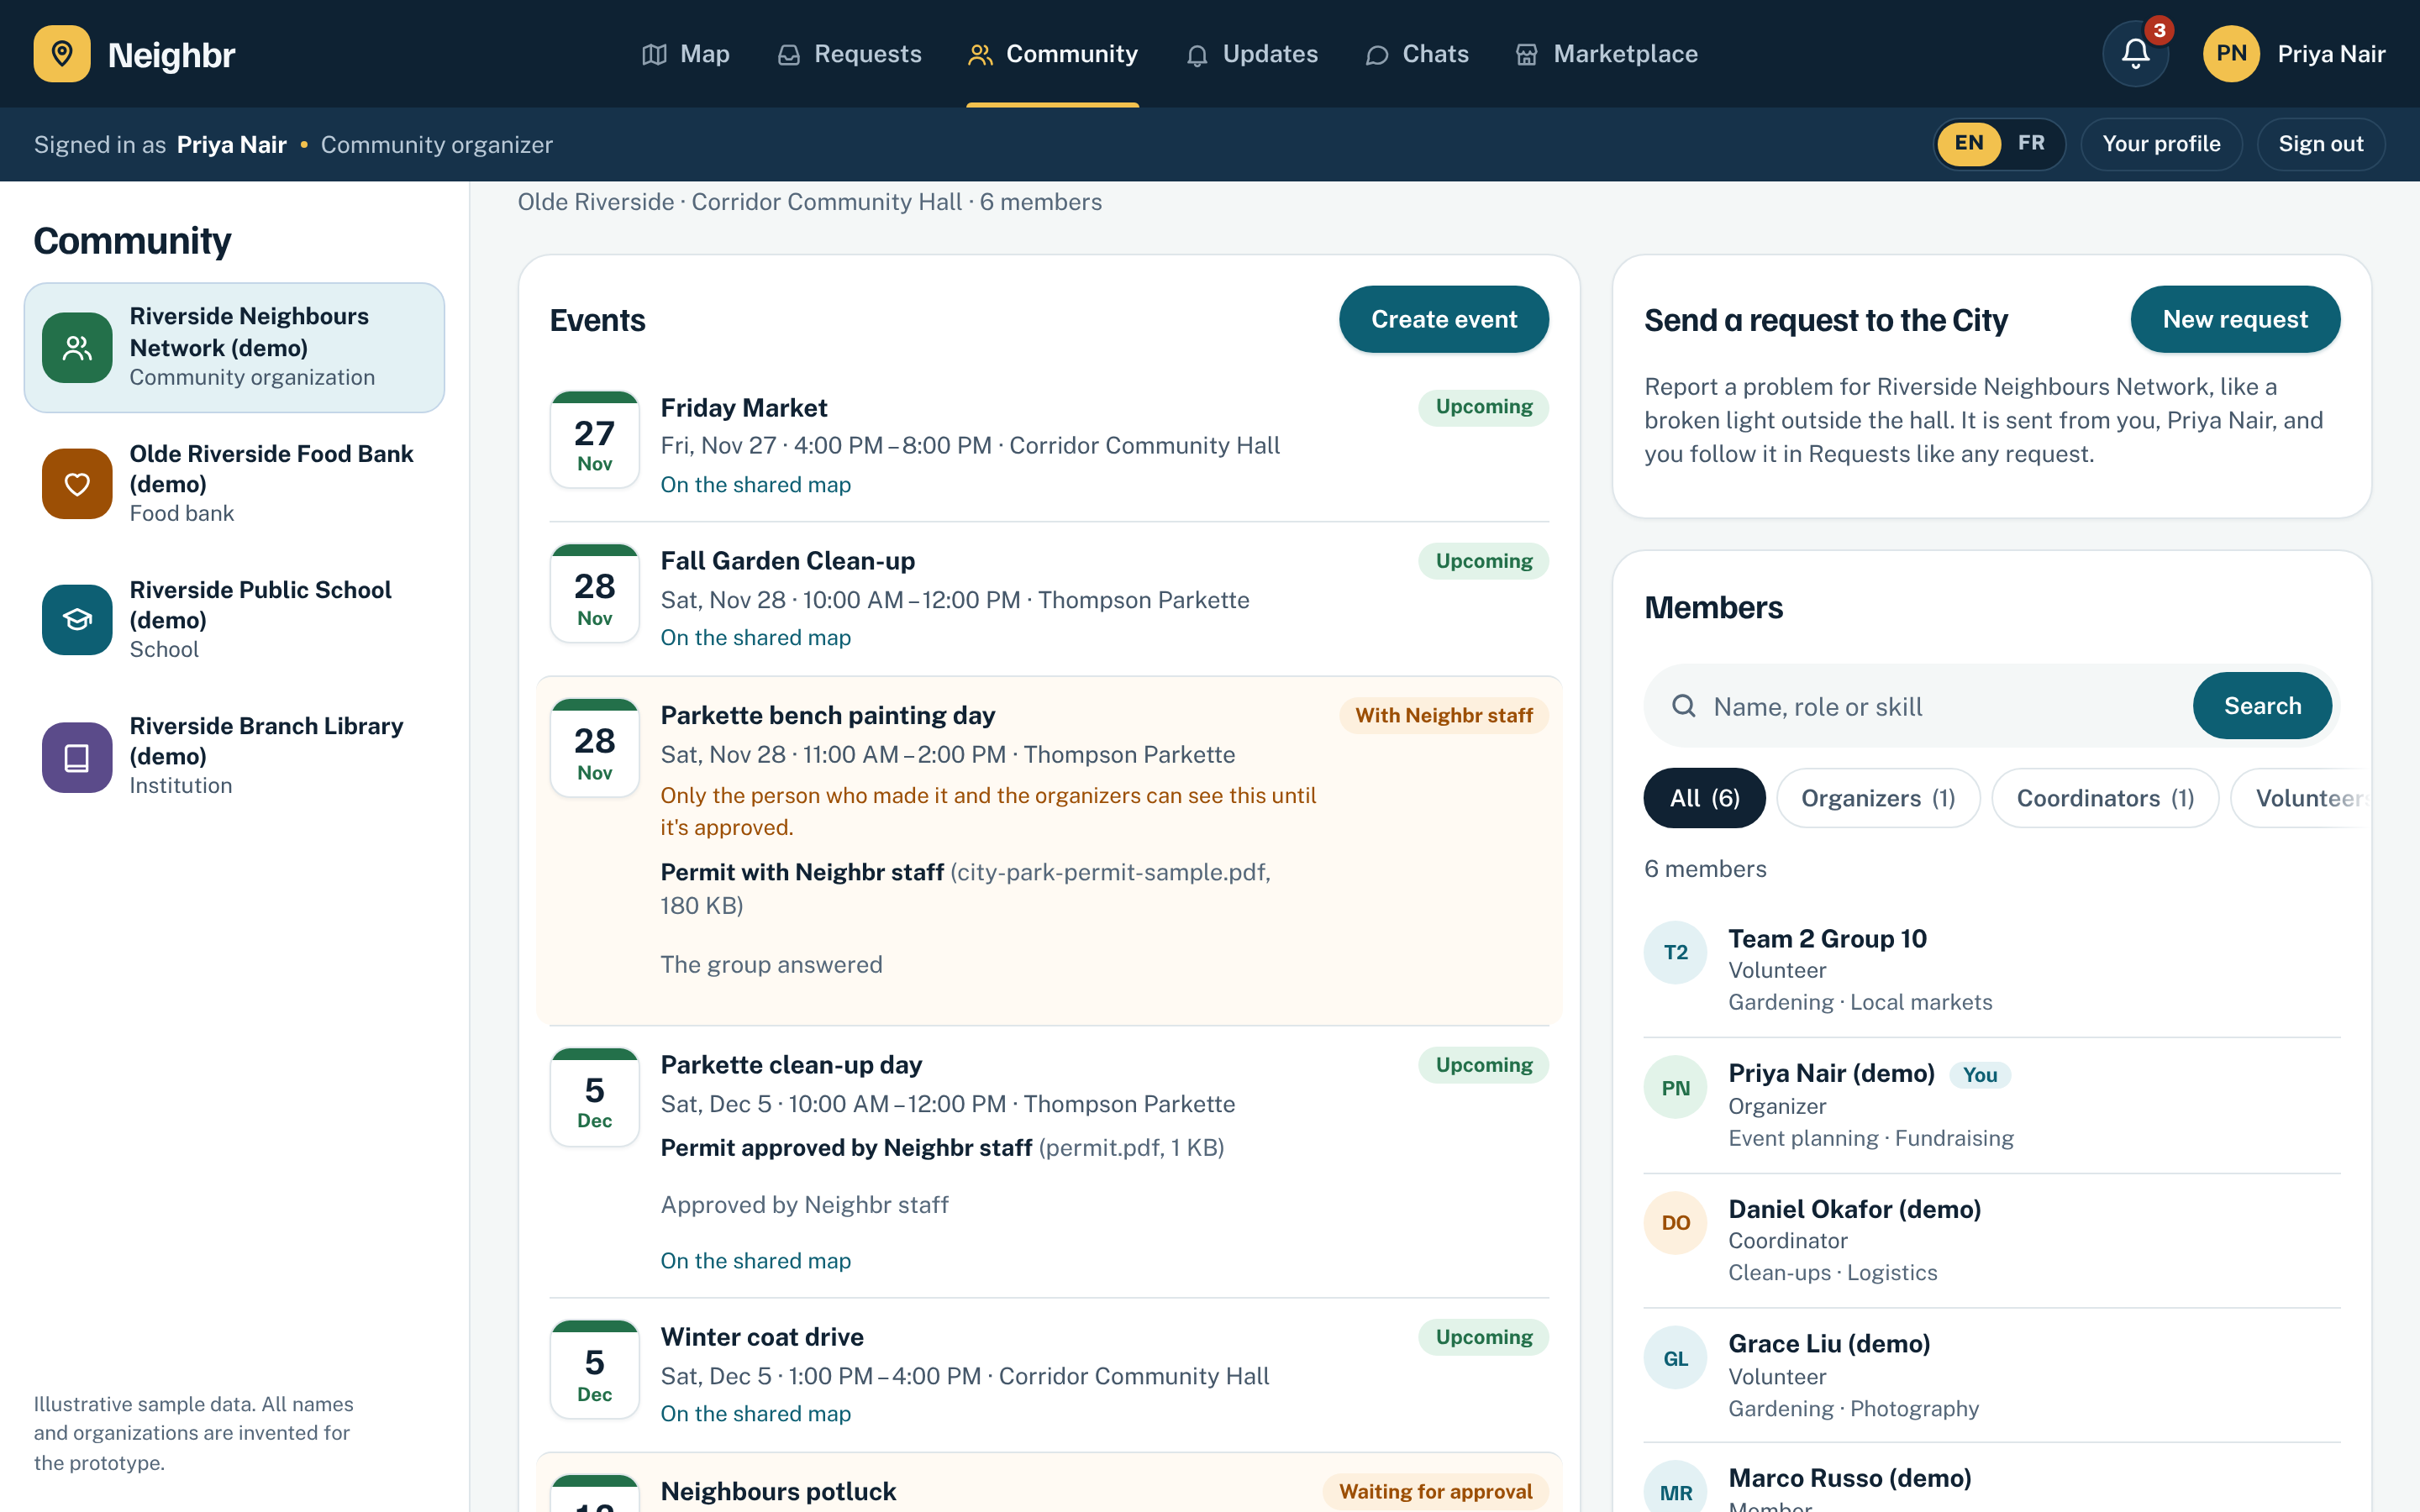 Neighbr
Map
Requests
Community
Updates
Chats
Marketplace
3
PN
Priya Nair
Signed in as Priya Nair • Community organizer
EN
FR
Your profile
Sign out
Community
Riverside Neighbours
Network (demo)
Community organization
Olde Riverside Food Bank
(demo)
Food bank
Riverside Public School
(demo)
School
Riverside Branch Library
(demo)
Institution
Illustrative sample data. All names
and organizations are invented for
the prototype.
Olde Riverside · Corridor Community Hall · 6 members
Events
Create event
27
Nov
Friday Market
Upcoming
Fri, Nov 27 · 4:00 PM – 8:00 PM · Corridor Community Hall
On the shared map
28
Nov
Fall Garden Clean-up
Upcoming
Sat, Nov 28 · 10:00 AM – 12:00 PM · Thompson Parkette
On the shared map
28
Nov
Parkette bench painting day
With Neighbr staff
Sat, Nov 28 · 11:00 AM – 2:00 PM · Thompson Parkette
Only the person who made it and the organizers can see this until
it's approved.
Permit with Neighbr staff (city-park-permit-sample.pdf,
180 KB)
The group answered
5
Dec
Parkette clean-up day
Upcoming
Sat, Dec 5 · 10:00 AM – 12:00 PM · Thompson Parkette
Permit approved by Neighbr staff (permit.pdf, 1 KB)
Approved by Neighbr staff
On the shared map
5
Dec
Winter coat drive
Upcoming
Sat, Dec 5 · 1:00 PM – 4:00 PM · Corridor Community Hall
On the shared map
Neighbours potluck
Waiting for approval
Send a request to the City
New request
Report a problem for Riverside Neighbours Network, like a
broken light outside the hall. It is sent from you, Priya Nair, and
you follow it in Requests like any request.
Members
Name, role or skill
Search
All (6)
Organizers (1)
Coordinators (1)
Volunteers
6 members
T2
Team 2 Group 10
Volunteer
Gardening · Local markets
PN
Priya Nair (demo)
You
Organizer
Event planning · Fundraising
DO
Daniel Okafor (demo)
Coordinator
Clean-ups · Logistics
GL
Grace Liu (demo)
Volunteer
Gardening · Photography
MR
Marco Russo (demo)
Member